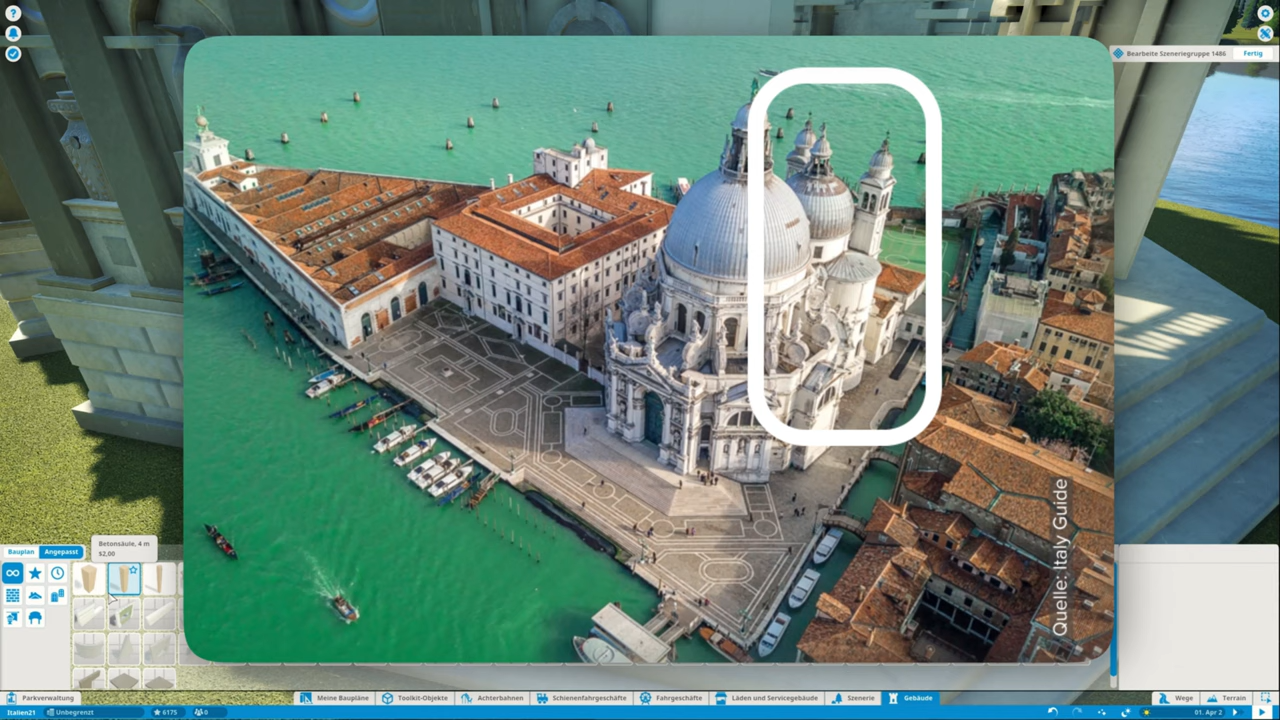 ?
Bearbeite Szeneriegruppe 1486
Fertig
Quelle: Italy Guide
Bauplan
Angepasst
Betonsäule, 4 m
$2,00
Parkverwaltung
Meine Baupläne
Toolkit-Objekte
Achterbahnen
Schienenfahrgeschäfte
Fahrgeschäfte
Läden und Servicegebäude
Szenerie
Gebäude
Wege
Terrain
Italien21
Unbegrenzt
6175
0
01. Apr 2